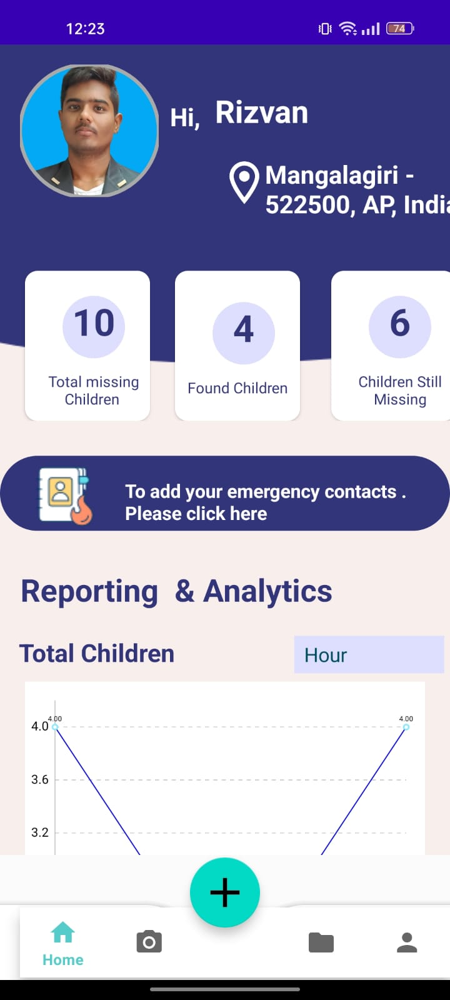 12:23
74
Hi, Rizvan
Mangalagiri -
522500, AP, India
10
Total missing
Children
4
Found Children
6
Children Still
Missing
To add your emergency contacts .
Please click here
Reporting & Analytics
Total Children
Hour
4.00
4.00
4.0
3.6
3.2
Home